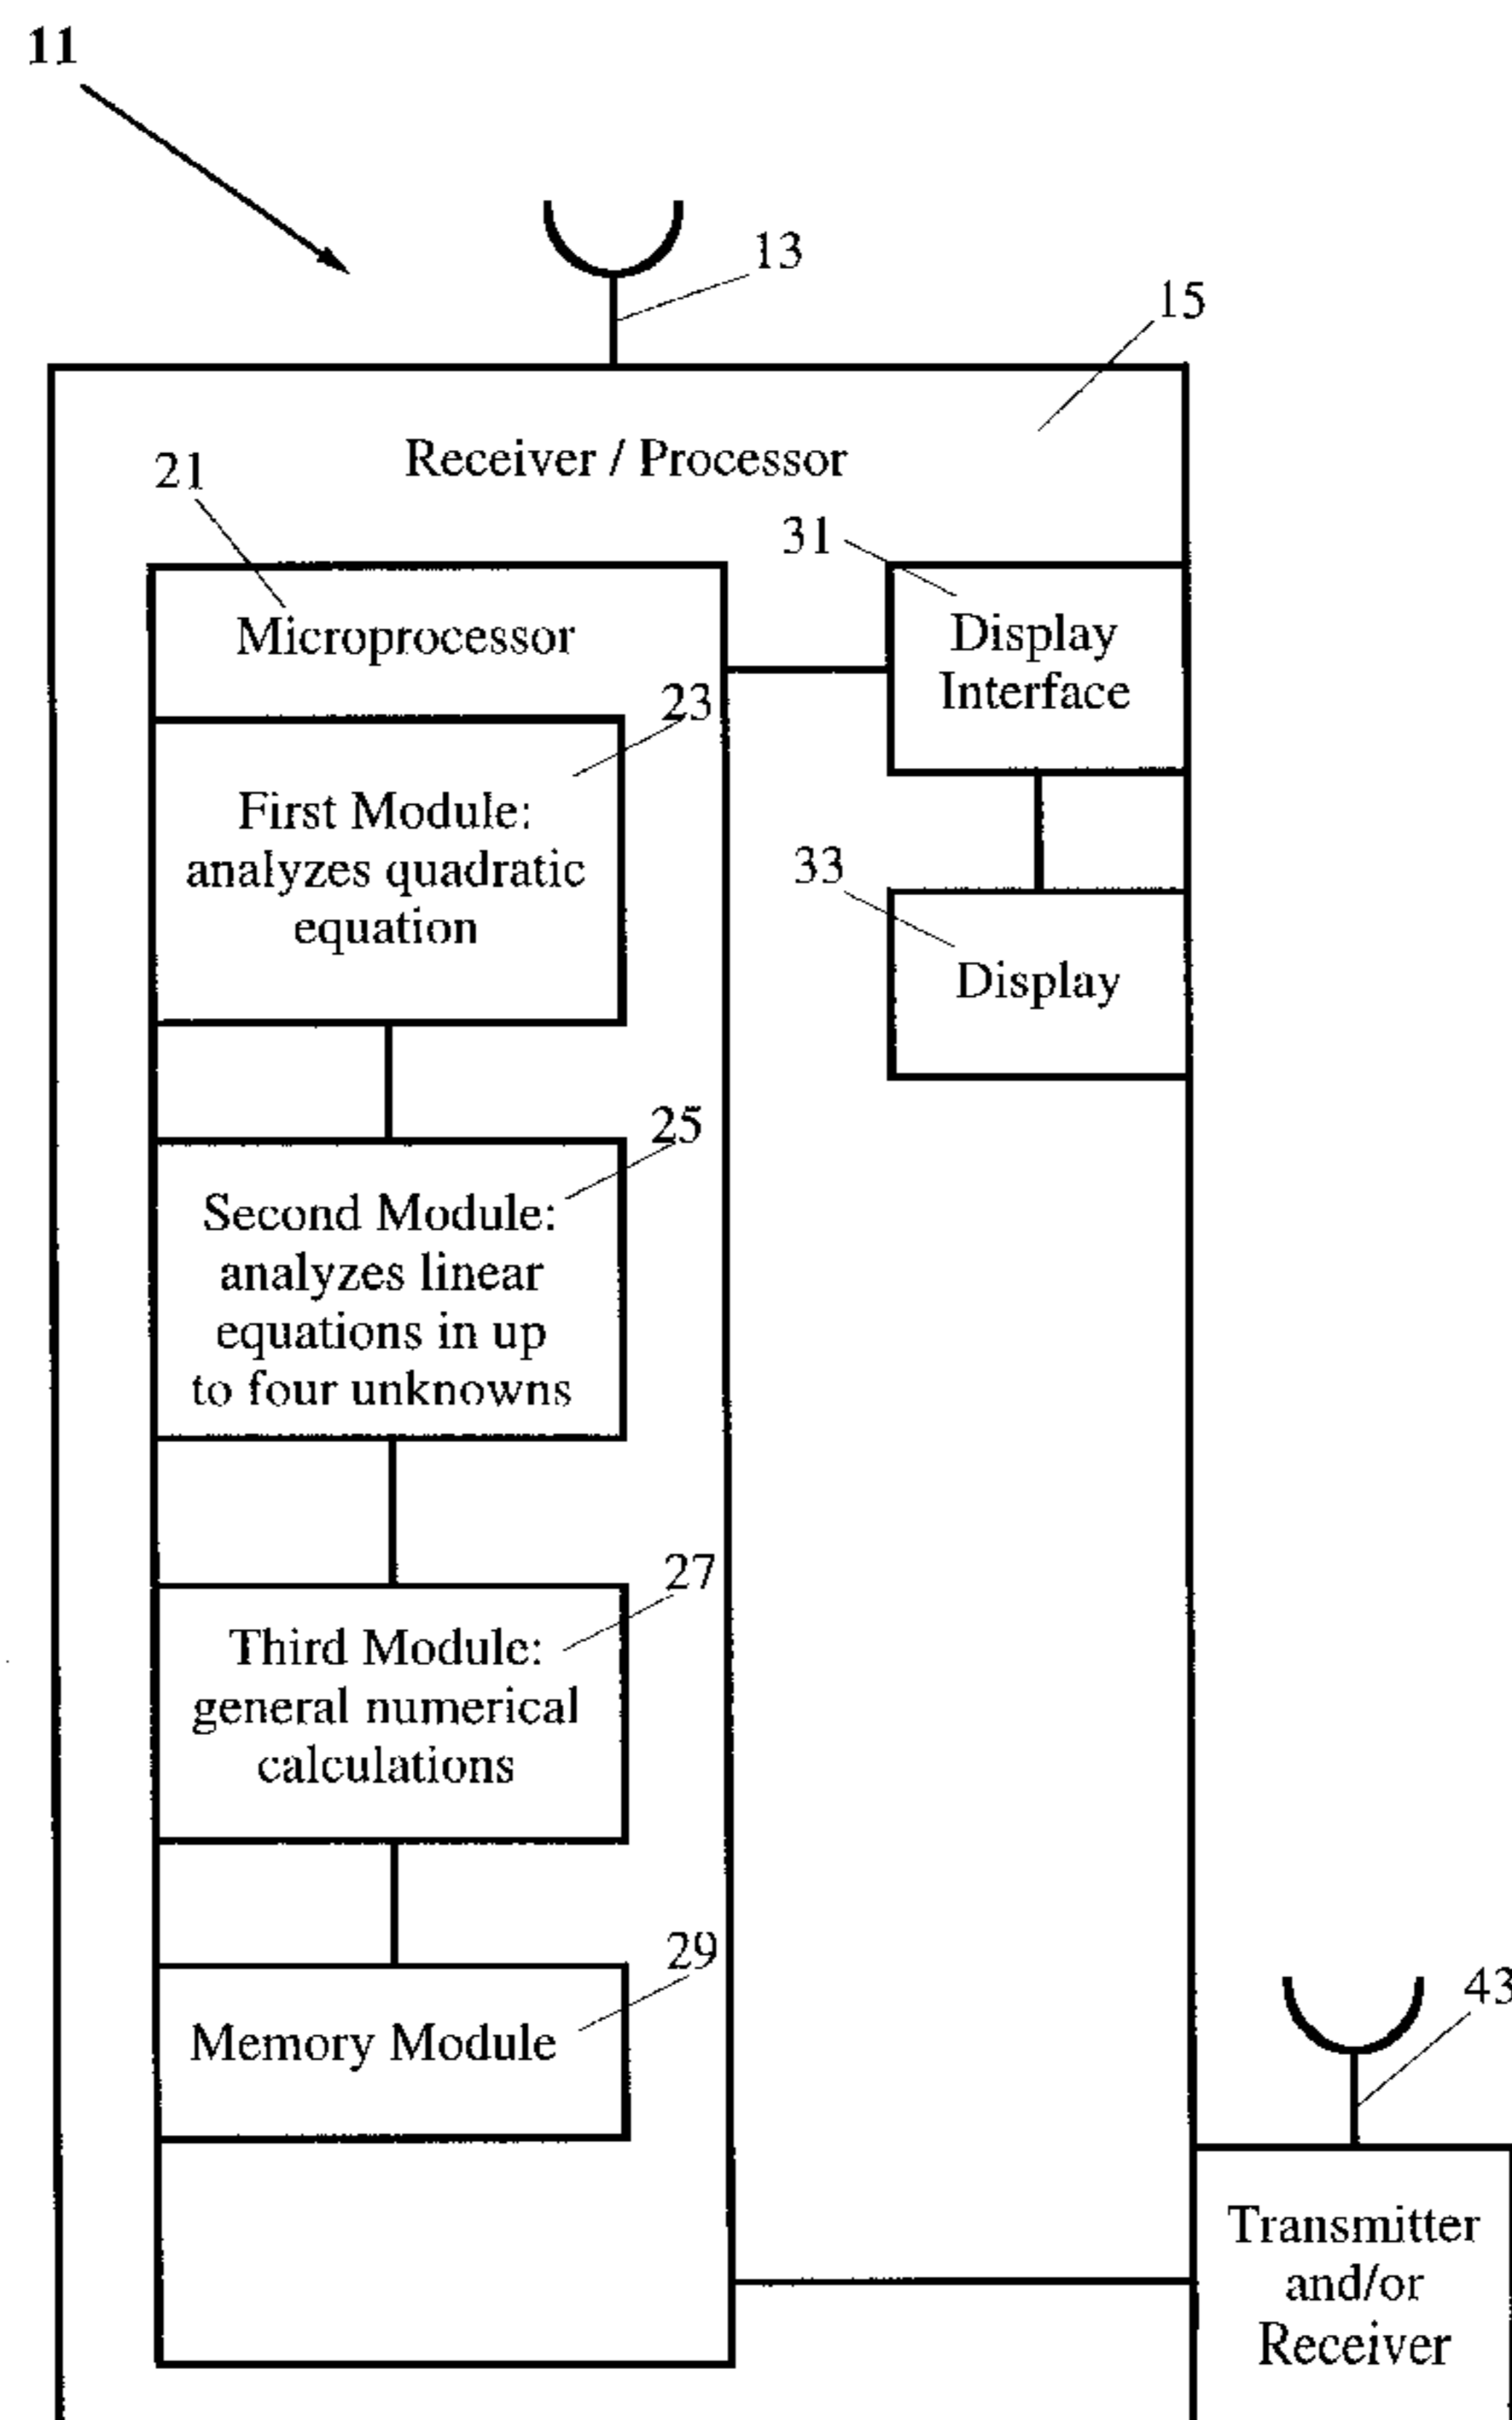 11
13
15
Receiver / Processor
21
31
Microprocessor
Display
Interface
23
First Module:
analyzes quadratic
equation
33
Display
25
Second Module:
analyzes linear
equations in up
to four unknowns
27
Third Module:
general numerical
calculations
29
Memory Module
43
Transmitter
and/or
Receiver